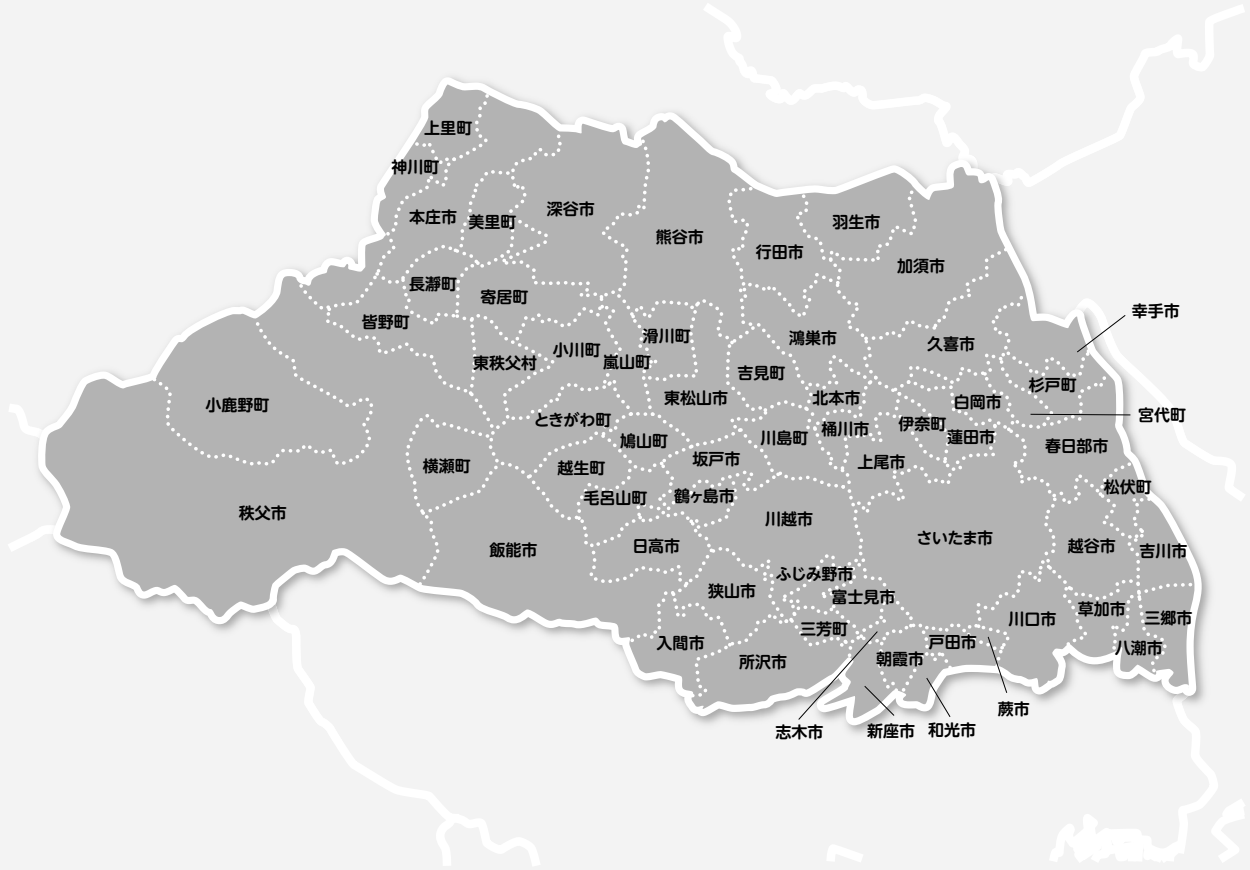 上里町
神川町
本庄市
美里町
深谷市
熊谷市
行田市
羽生市
加須市
長瀞町
寄居町
皆野町
幸手市
東秩父村
小川町
嵐山町
滑川町
鴻巣市
久喜市
吉見町
杉戸町
小鹿野町
東松山市
北本市
白岡市
宮代町
ときがわ町
鳩山町
川島町
桶川市
伊奈町
蓮田市
春日部市
横瀬町
越生町
坂戸市
上尾市
毛呂山町
鶴ヶ島市
松伏町
秩父市
川越市
さいたま市
飯能市
日高市
越谷市
吉川市
狭山市
ふじみ野市
富士見市
三芳町
川口市
草加市
三郷市
入間市
所沢市
朝霞市
戸田市
八潮市
蕨市
志木市
新座市
和光市